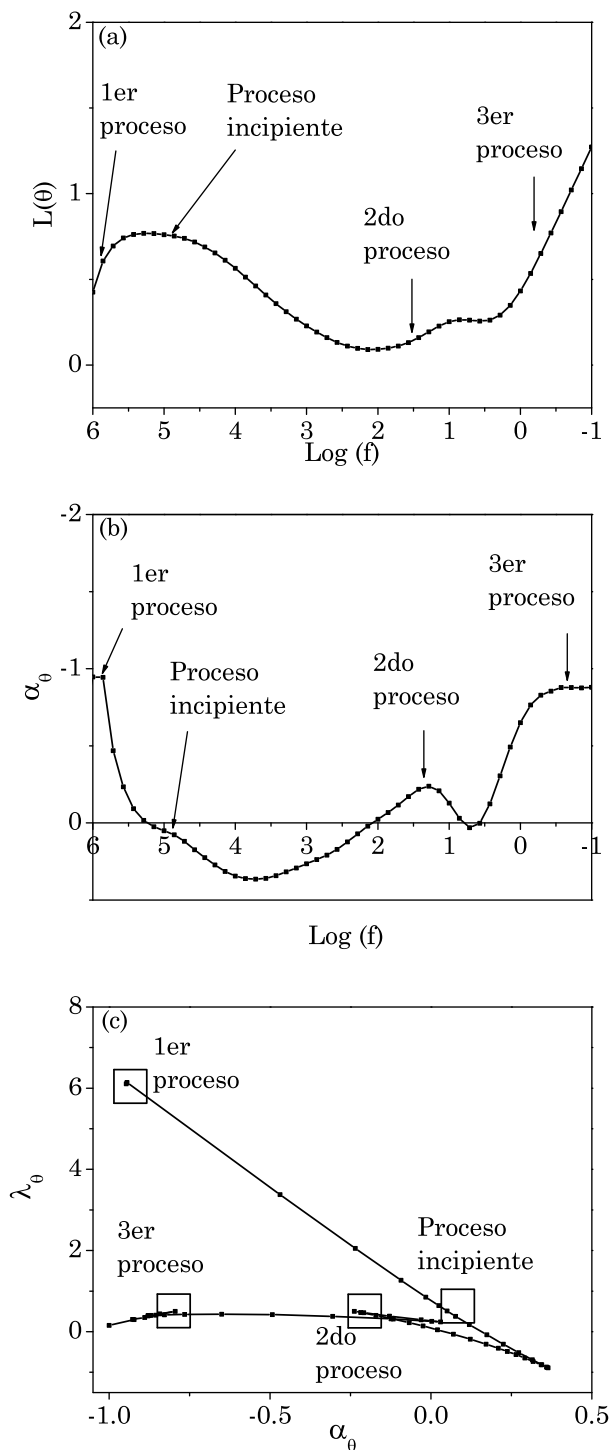 (a)
2
1
0
L(θ)
1er
proceso
Proceso
incipiente
2do
proceso
3er
proceso
6 5 4 3 2 1 0 -1
Log (f)
(b)
-2
-1
0
α_θ
1er
proceso
Proceso
incipiente
2do
proceso
3er
proceso
6 5 4 3 2 1 0 -1
Log (f)
(c)
8
6
4
2
0
λ_θ
1er
proceso
3er
proceso
Proceso
incipiente
2do
proceso
-1.0 -0.5 0.0 0.5
α_θ